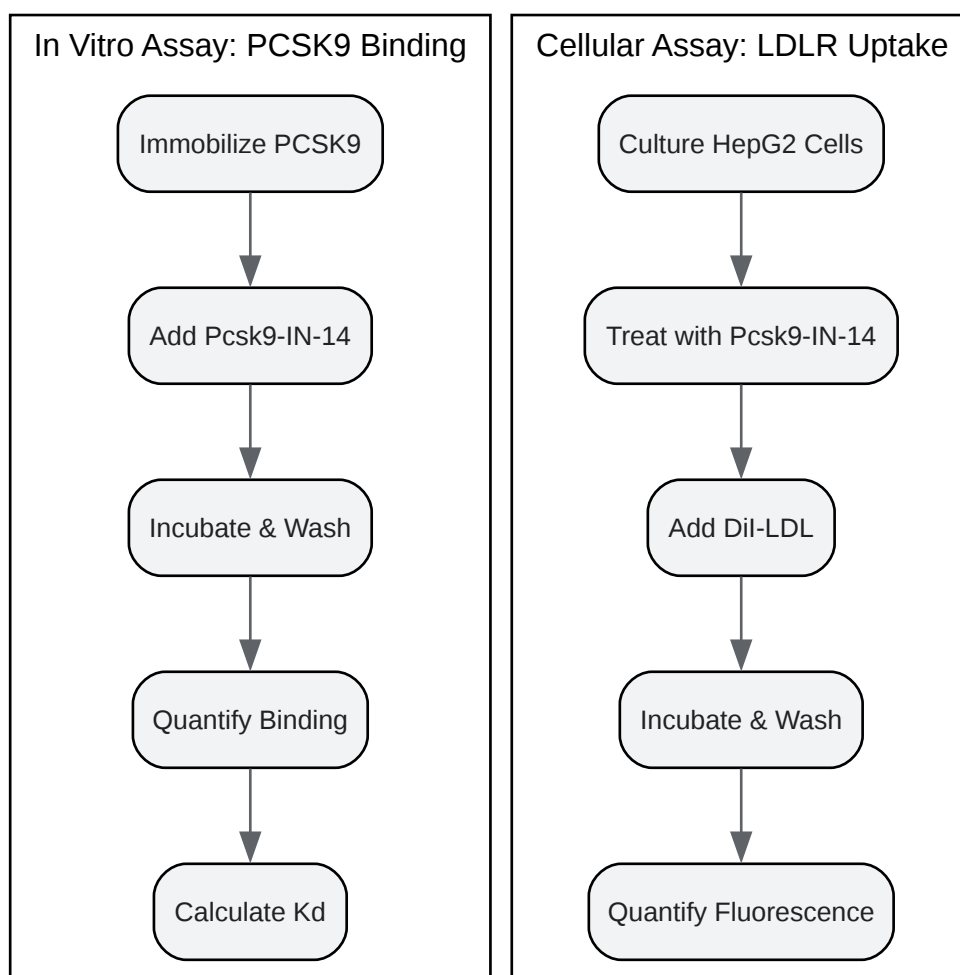 In Vitro Assay: PCSK9 Binding
Immobilize PCSK9
Add Pcsk9-IN-14
Incubate & Wash
Quantify Binding
Calculate Kd
Cellular Assay: LDLR Uptake
Culture HepG2 Cells
Treat with Pcsk9-IN-14
Add DiI-LDL
Incubate & Wash
Quantify Fluorescence